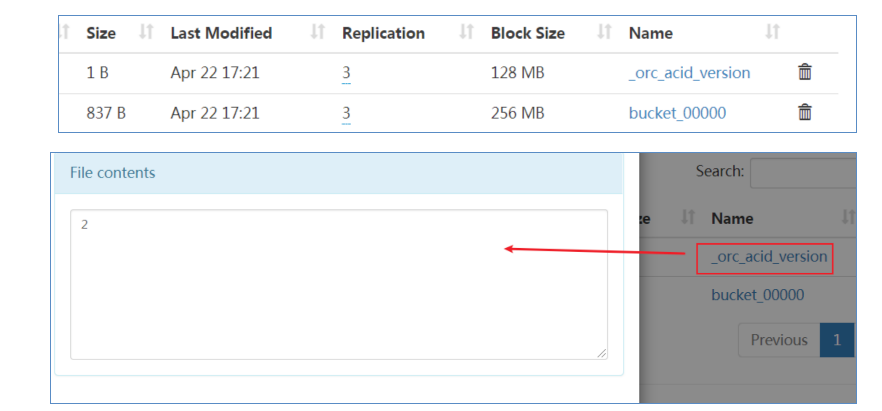 Size Last Modified Replication Block Size Name
1 B Apr 22 17:21 3 128 MB _orc_acid_version
837 B Apr 22 17:21 3 256 MB bucket_00000
File contents
Search:
2
ze Name
_orc_acid_version
bucket_00000
Previous 1